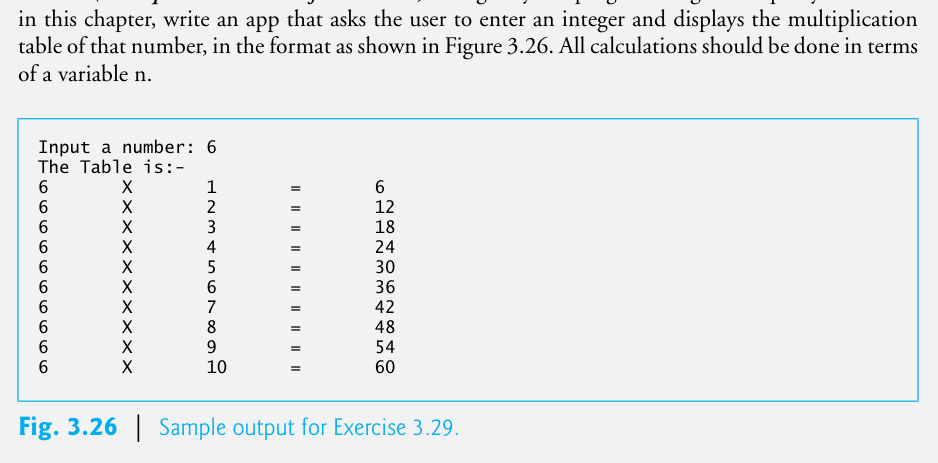 in this chapter, write an app that asks the user to enter an integer and displays the multiplication
table of that number, in the format as shown in Figure 3.26. All calculations should be done in terms
of a variable n.
Input a number: 6
The Table is:-
6 X 1 = 6
6 X 2 = 12
6 X 3 = 18
6 X 4 = 24
6 X 5 = 30
6 X 6 = 36
6 X 7 = 42
6 X 8 = 48
6 X 9 = 54
6 X 10 = 60
Fig. 3.26 | Sample output for Exercise 3.29.